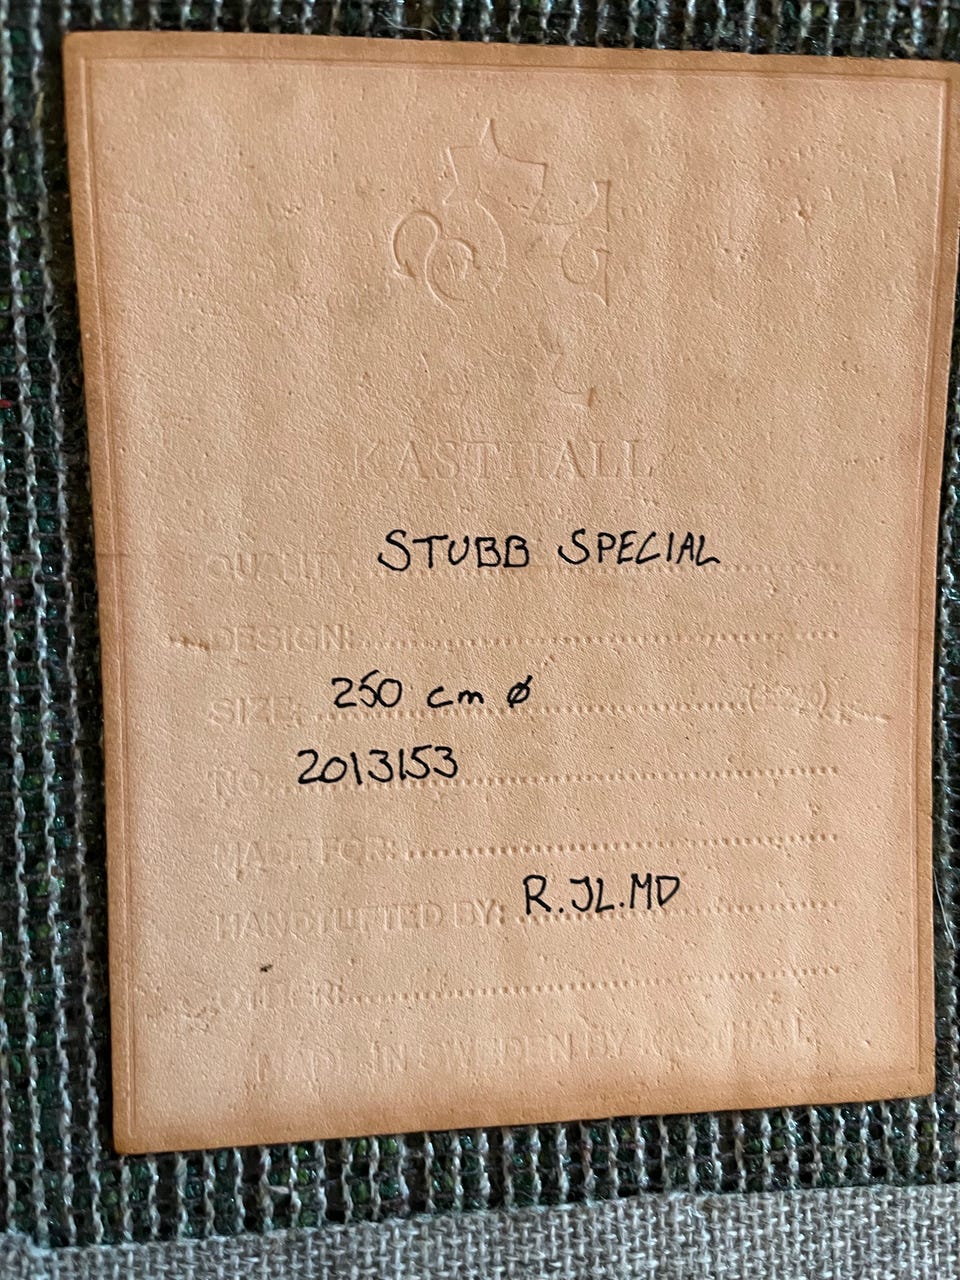 KASTHALL
QUALITY: STUBB SPECIAL
DESIGN:
SIZE: 250 cm ø
NO. 2013153
MADE FOR:
HANDTUFTED BY: R.JL.MD
OTHER:
MADE IN SWEDEN BY KASTHALL